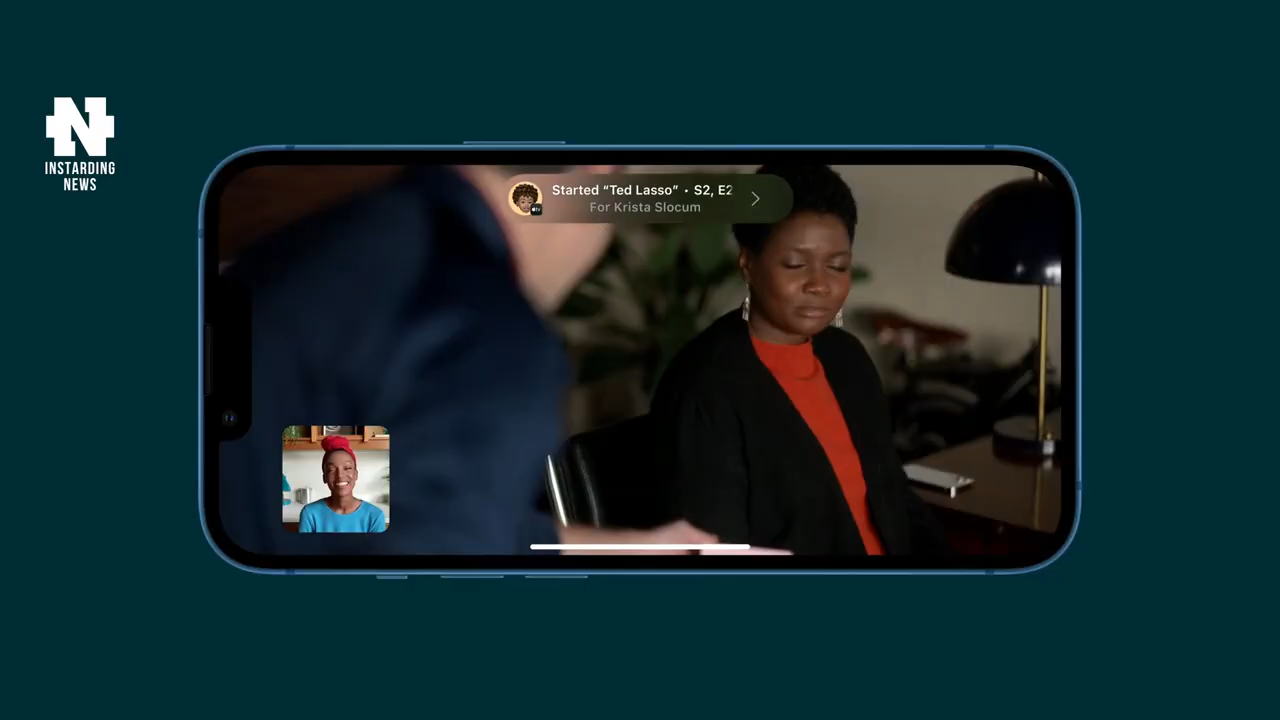 INSTARDING
NEWS
Started “Ted Lasso” • S2, E2
For Krista Slocum